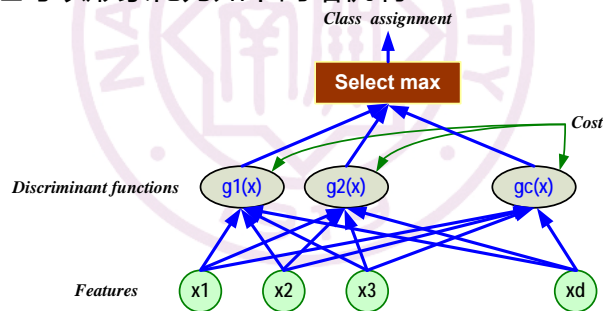 Class assignment
Select max
Cost
Discriminant functions
g1(x) g2(x) gc(x)
Features
x1 x2 x3 xd